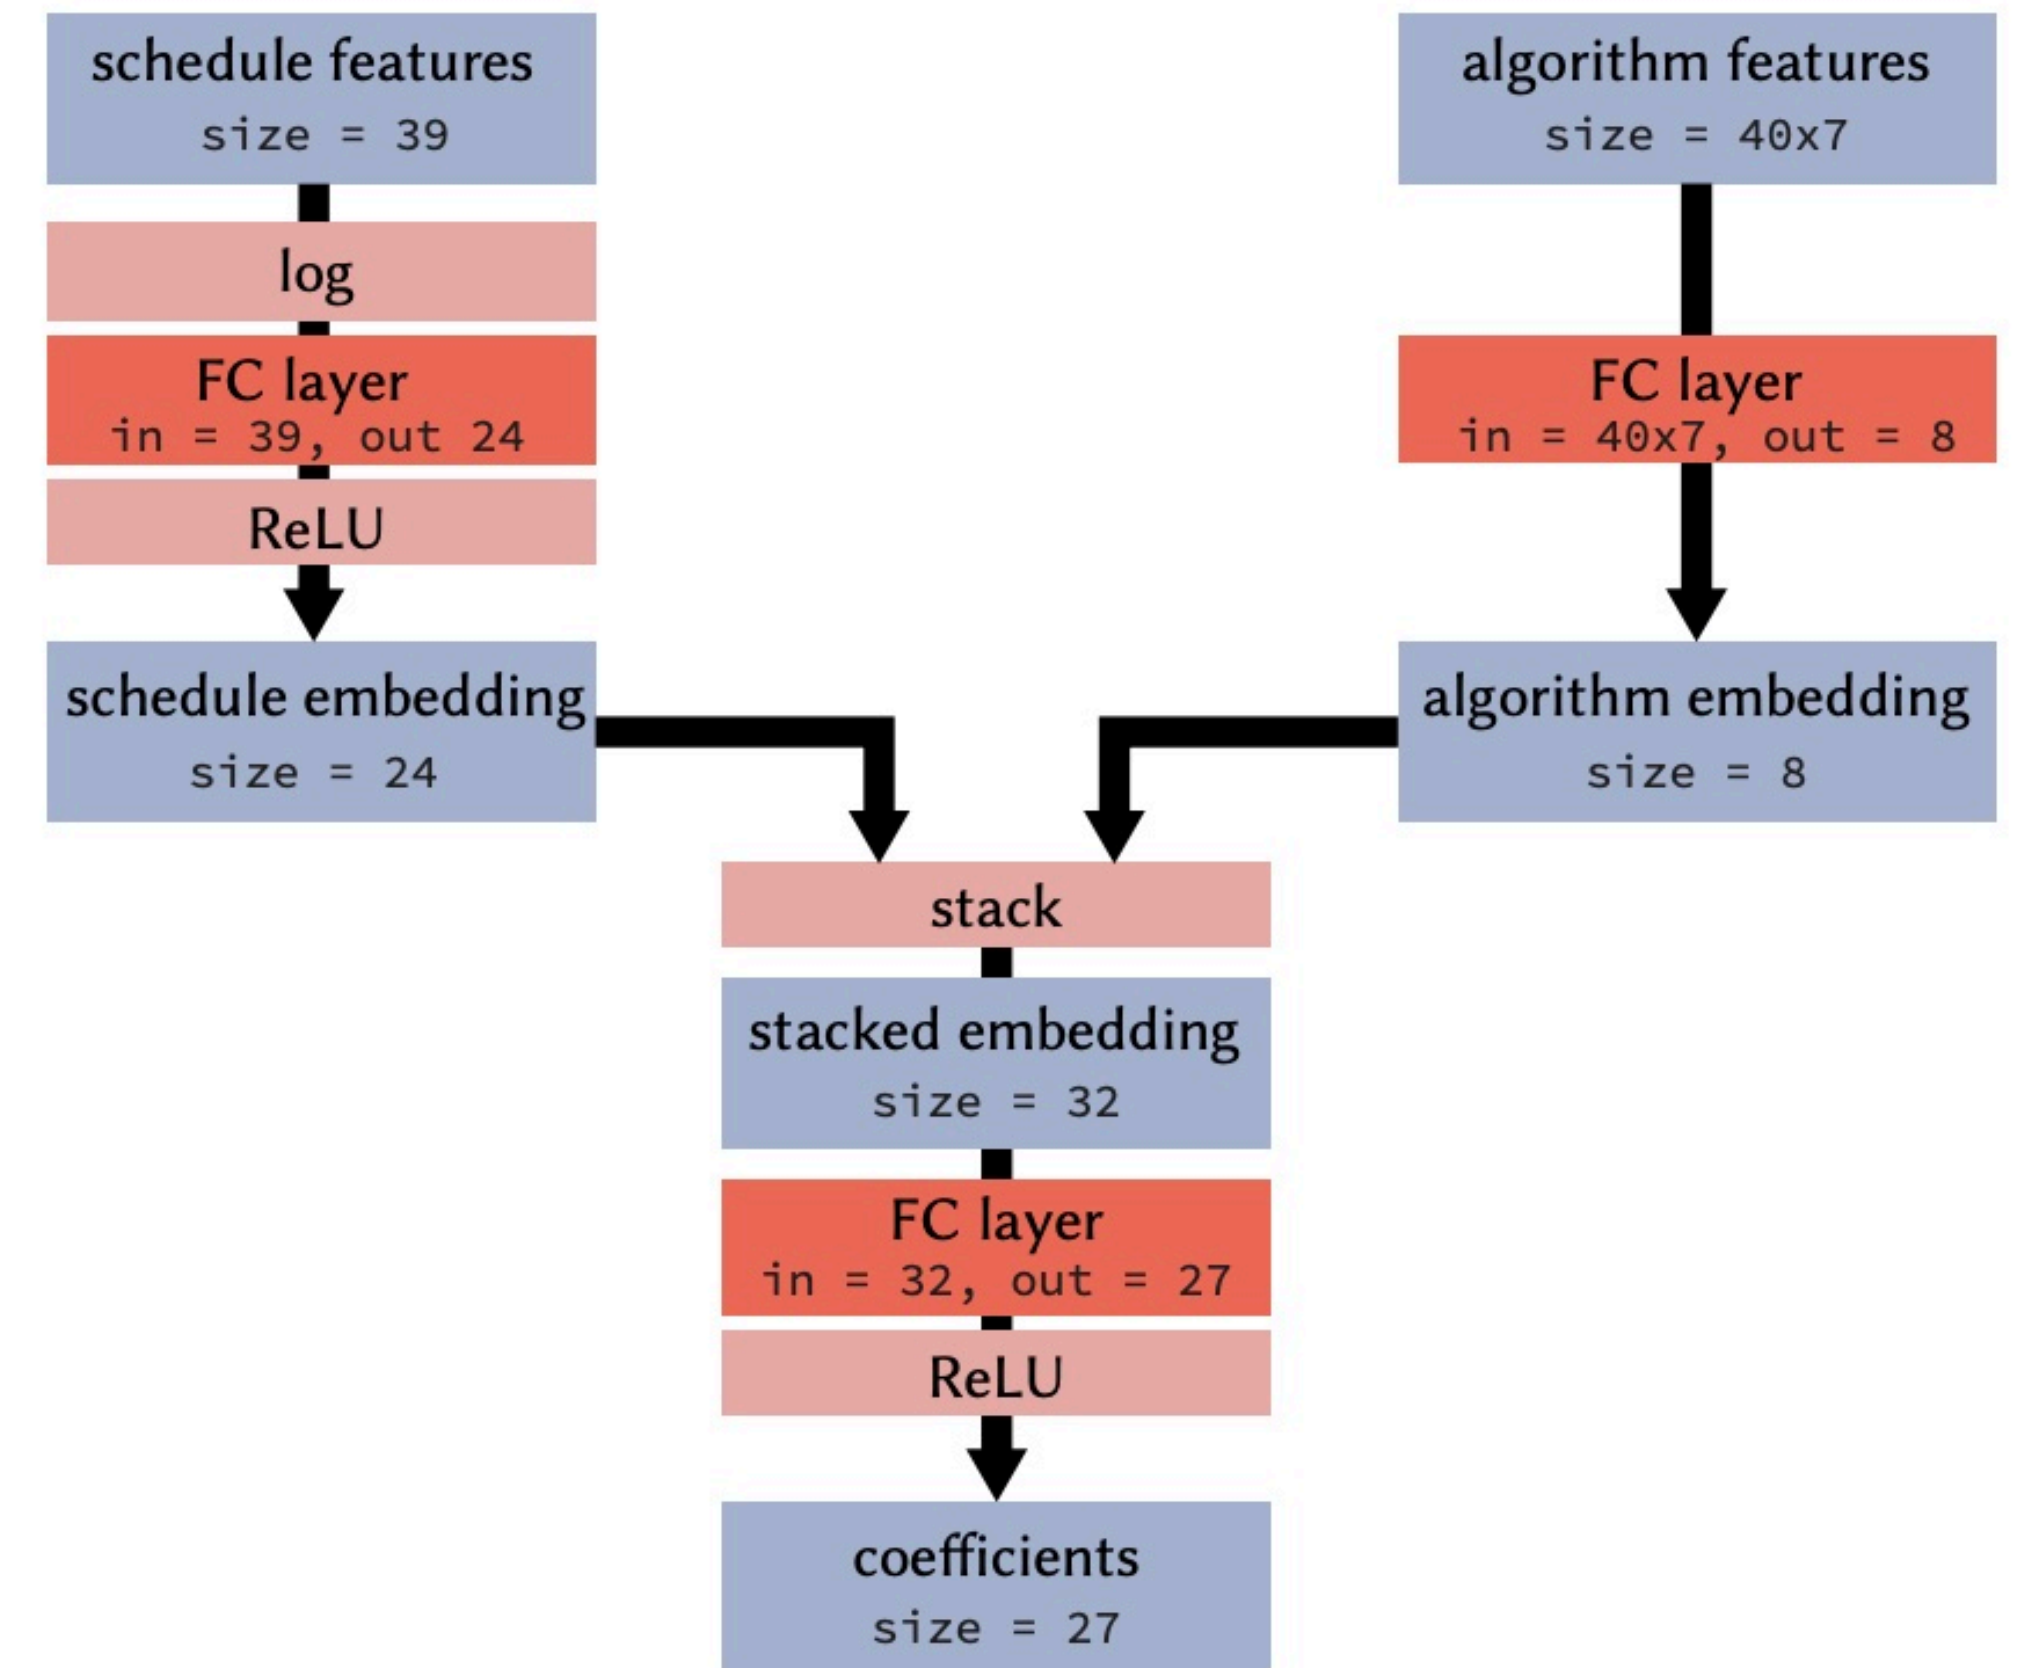 schedule features
size = 39
log
FC layer
in = 39, out 24
ReLU
schedule embedding
size = 24
algorithm features
size = 40x7
FC layer
in = 40x7, out = 8
algorithm embedding
size = 8
stack
stacked embedding
size = 32
FC layer
in = 32, out = 27
ReLU
coefficients
size = 27